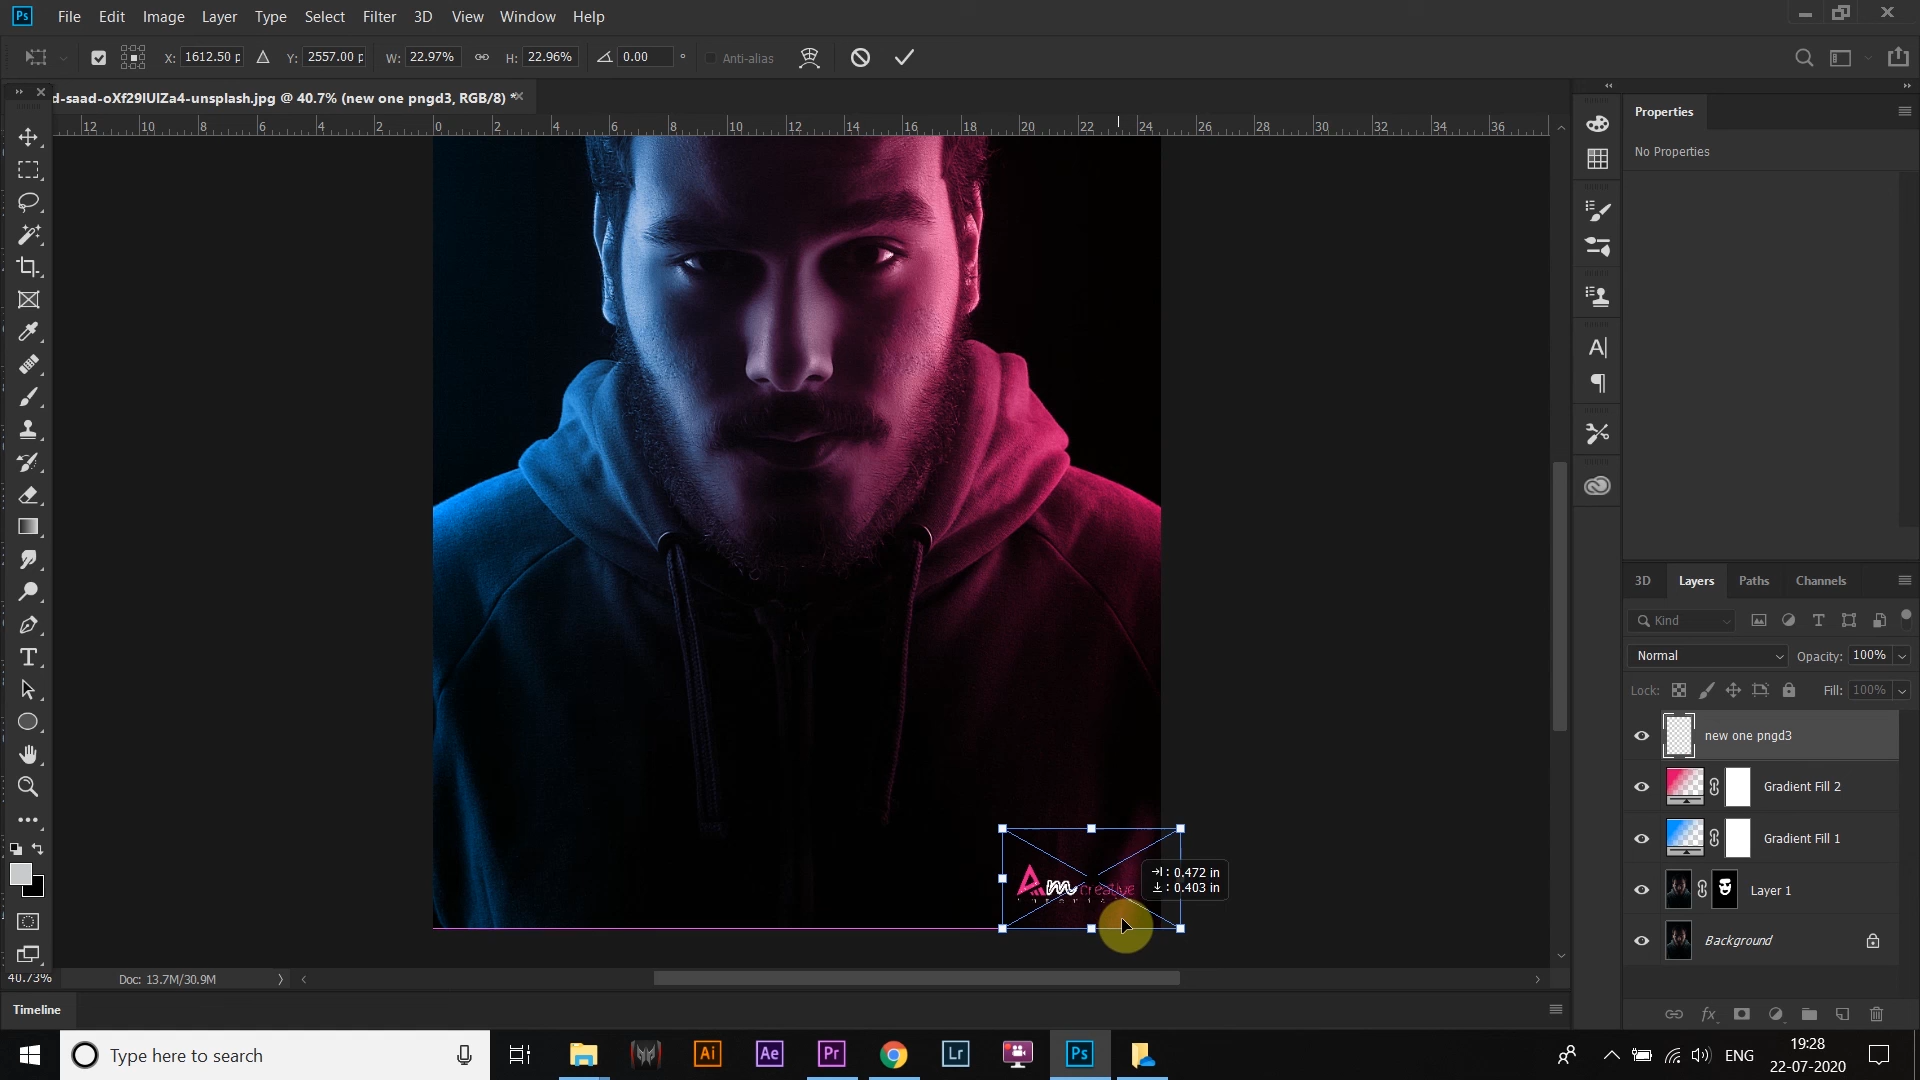 Ps File Edit Image Layer Type Select Filter 3D View Window Help
X: 1612.50 p Y: 2557.00 p W: 22.97% H: 22.96% 0.00 ° Anti-alias
d-saad-oXf29lUIZa4-unsplash.jpg @ 40.7% (new one pngd3, RGB/8) *
12 10 8 6 4 2 0 2 4 6 8 10 12 14 16 18 20 22 24 26 28 30 32 34 36
Properties
No Properties
3D Layers Paths Channels
Kind
Normal Opacity: 100%
Lock: Fill: 100%
new one pngd3
Gradient Fill 2
Gradient Fill 1
Layer 1
Background
Am creative
: 0.472 in
: 0.403 in
40.73% Doc: 13.7M/30.9M
Timeline
Type here to search
Ai Ae Pr Lr Ps
ENG
19:28
22-07-2020